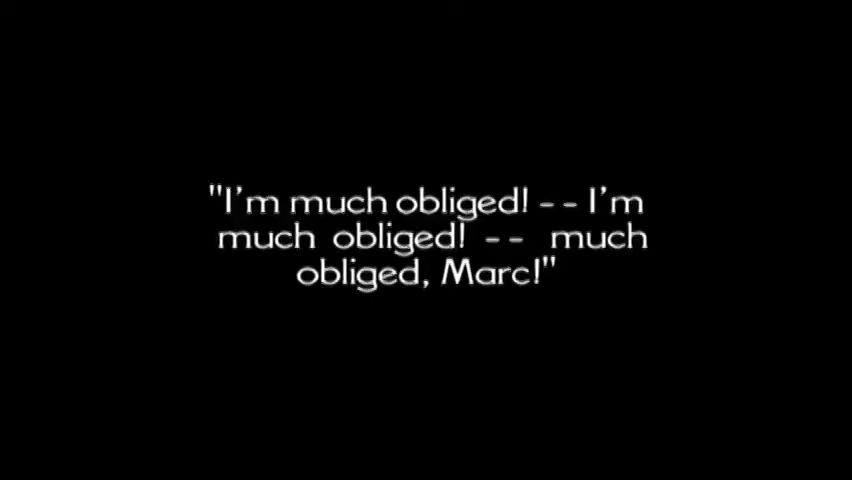 "I'm much obliged! -- I'm
much obliged! -- much
obliged, Marc!"